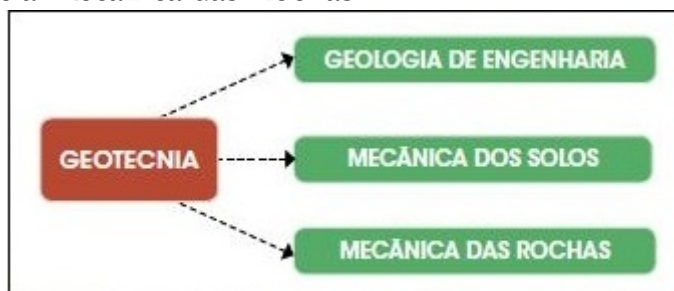 GEOTECNIA
GEOLOGIA DE ENGENHARIA
MECÂNICA DOS SOLOS
MECÂNICA DAS ROCHAS